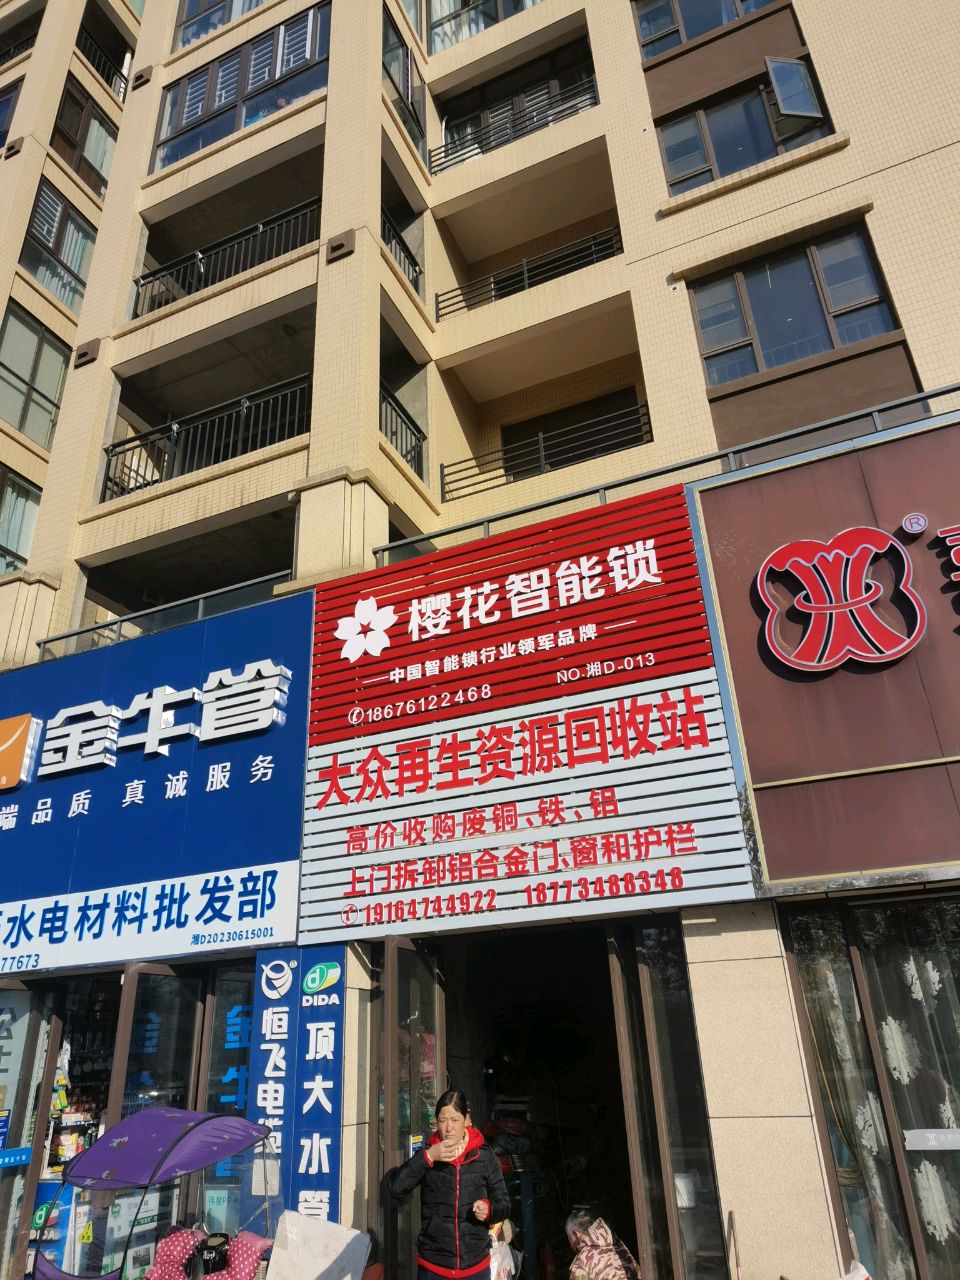 金牛管
端品质 真诚服务
水电材料批发部
湘D20230615001
77673
樱花智能锁
中国智能锁行业领军品牌
18676122468
NO.湘D-013
大众再生资源回收站
高价收购废铜、铁、铝
上门拆卸铝合金门、窗和护栏
19164744922 18773488348
®
恒飞电缆
DIDA
顶大水管
金牛管